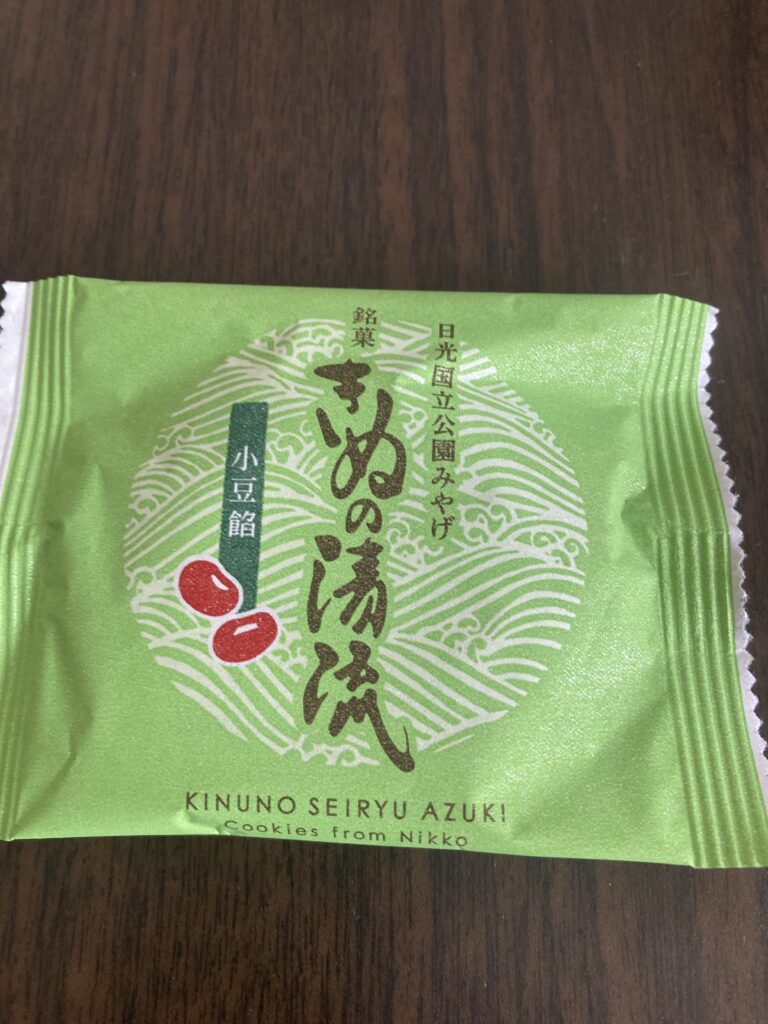 日光国立公園みやげ
銘菓
きぬの清流
小豆餡
KINUNO SEIRYU AZUKI
Cookies from Nikko